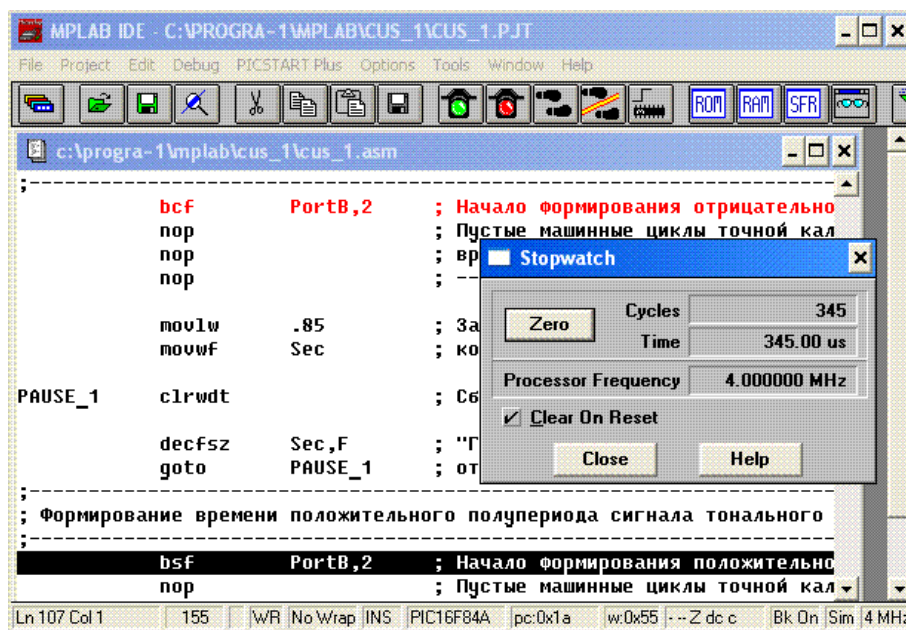 MPLAB IDE - C:\PROGRA~1\MPLAB\CUS_1\CUS_1.PJT
File Project Edit Debug PICSTART Plus Options Tools Window Help
ROM RAM SFR
c:\progra~1\mplab\cus_1\cus_1.asm
;---------------------------------------------------------------
bcf PortB,2 ; Начало формирования отрицательно
nop ; Пустые машинные циклы точной кал
nop ; вр
nop ; --
movlw .85 ; За
movwf Sec ; ко
PAUSE_1 clrwdt ; Сб
decfsz Sec,F ; "Г
goto PAUSE_1 ; от
;---------------------------------------------------------------
; Формирование времени положительного полупериода сигнала тонального
;---------------------------------------------------------------
bsf PortB,2 ; Начало формирования положительно
nop ; Пустые машинные циклы точной кал
Stopwatch
Zero
Cycles 345
Time 345.00 us
Processor Frequency 4.000000 MHz
Clear On Reset
Close Help
Ln 107 Col 1 155 WR No Wrap INS PIC16F84A pc:0x1a w:0x55 - -- Z dc c Bk On Sim 4 MHz